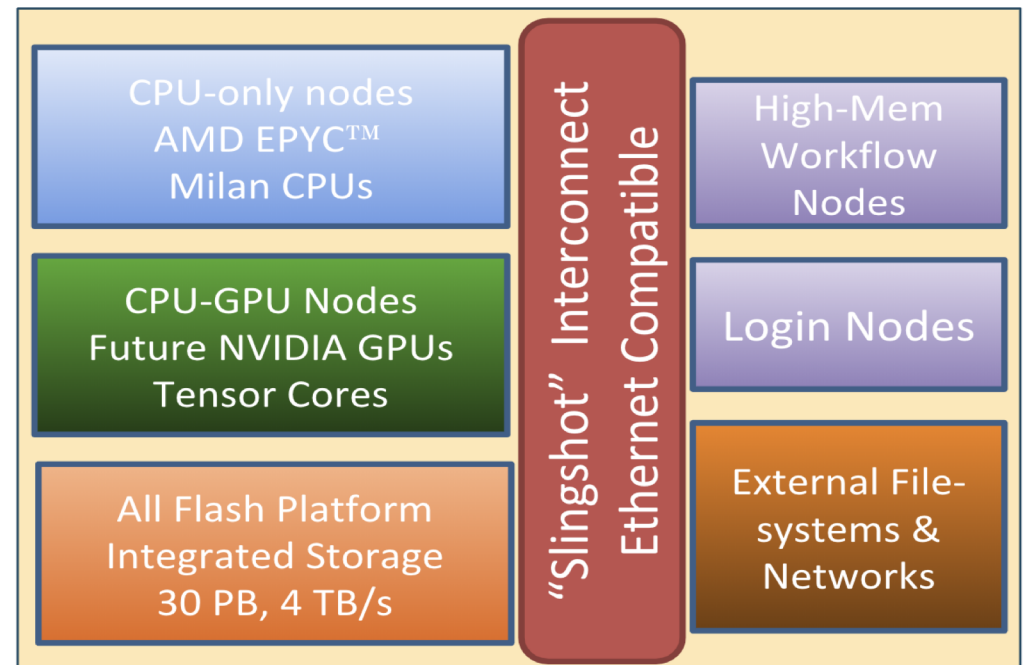 CPU-only nodes
AMD EPYC™
Milan CPUs
CPU-GPU Nodes
Future NVIDIA GPUs
Tensor Cores
All Flash Platform
Integrated Storage
30 PB, 4 TB/s
“Slingshot” Interconnect
Ethernet Compatible
High-Mem
Workflow
Nodes
Login Nodes
External File-
systems &
Networks